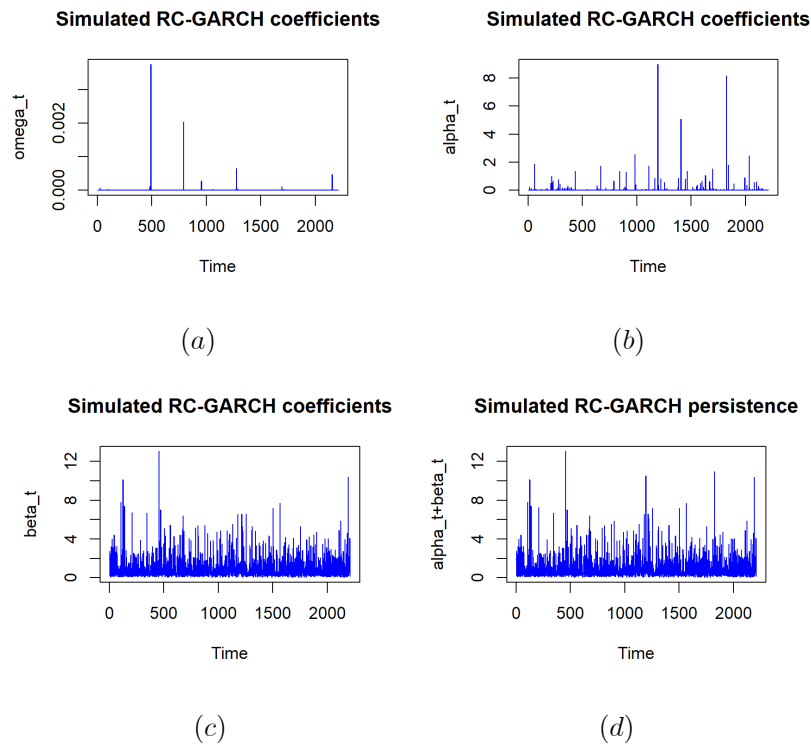 Simulated RC-GARCH coefficients
omega_t
0.002
0.000
0 500 1000 1500 2000
Time
(a)
Simulated RC-GARCH coefficients
alpha_t
8
6
4
2
0
0 500 1000 1500 2000
Time
(b)
Simulated RC-GARCH coefficients
beta_t
12
8
4
0
0 500 1000 1500 2000
Time
(c)
Simulated RC-GARCH persistence
alpha_t+beta_t
12
8
4
0
0 500 1000 1500 2000
Time
(d)